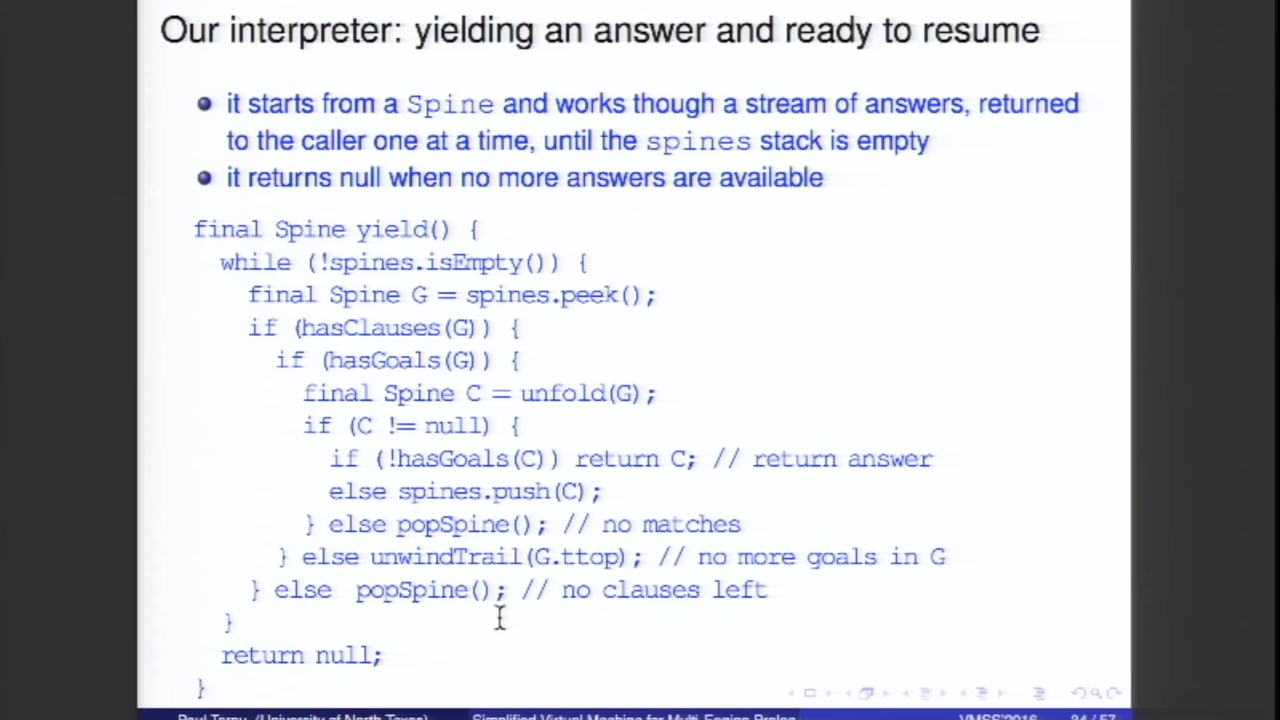 Our interpreter: yielding an answer and ready to resume
it starts from a Spine and works though a stream of answers, returned
to the caller one at a time, until the spines stack is empty
it returns null when no more answers are available
final Spine yield() {
while (!spines.isEmpty()) {
final Spine G = spines.peek();
if (hasClauses(G)) {
if (hasGoals(G)) {
final Spine C = unfold(G);
if (C != null) {
if (!hasGoals(C)) return C; // return answer
else spines.push(C);
} else popSpine(); // no matches
} else unwindTrail(G.ttop); // no more goals in G
} else popSpine(); // no clauses left
}
return null;
}
Paul Tarau (University of North Texas) Simplified Virtual Machine for Multi-Engine Prolog VMSS'2016 34 / 57